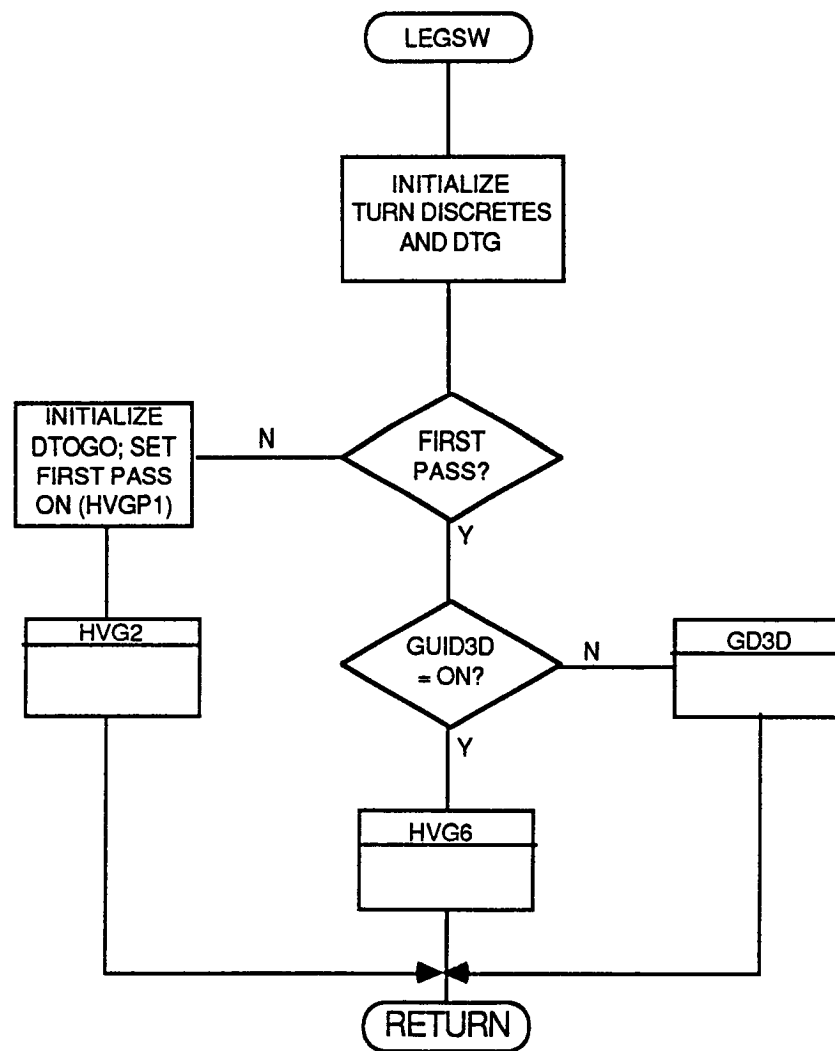 LEGSW
INITIALIZE
TURN DISCRETES
AND DTG
FIRST
PASS?
N
Y
INITIALIZE
DTOGO; SET
FIRST PASS
ON (HVGP1)
HVG2
GUID3D
= ON?
N
Y
GD3D
HVG6
RETURN